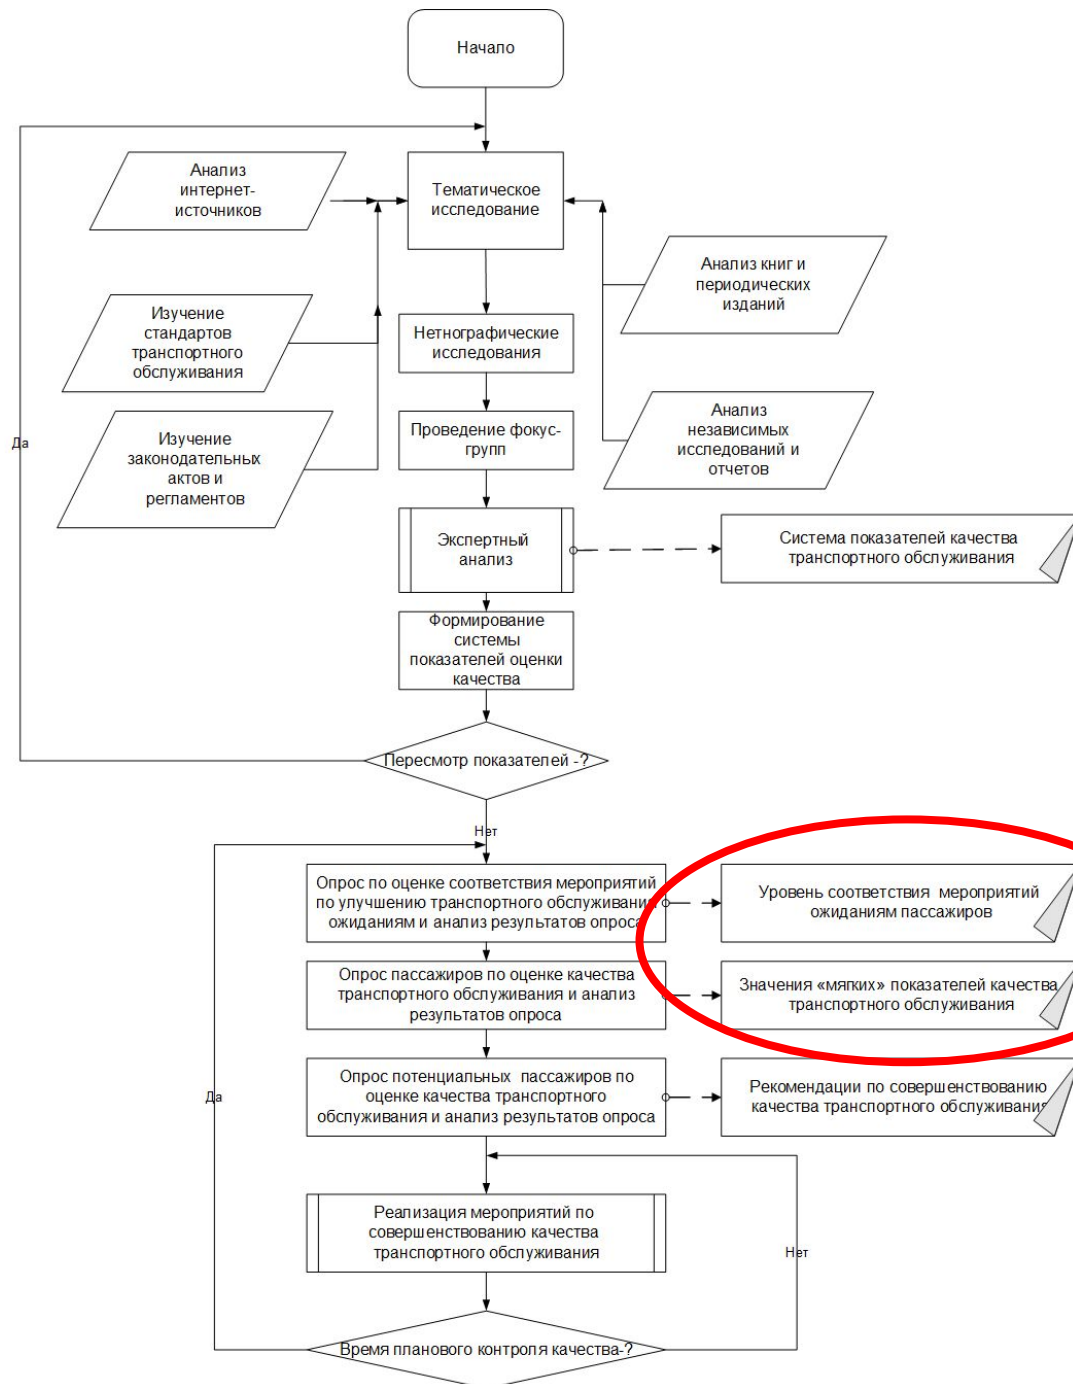 Начало
Анализ
интернет-
источников
Тематическое
исследование
Анализ книг и
периодических
изданий
Изучение
стандартов
транспортного
обслуживания
Нетнографические
исследования
Да
Изучение
законодательных
актов и
регламентов
Проведение фокус-
групп
Анализ
независимых
исследований и
отчетов
Экспертный
анализ
Система показателей качества
транспортного обслуживания
Формирование
системы
показателей оценки
качества
Пересмотр показателей -?
Нет
Опрос по оценке соответствия мероприятий
по улучшению транспортного обслуживания
ожиданиям и анализ результатов опроса
Уровень соответствия мероприятий
ожиданиям пассажиров
Опрос пассажиров по оценке качества
транспортного обслуживания и анализ
результатов опроса
Значения «мягких» показателей качества
транспортного обслуживания
Да
Опрос потенциальных пассажиров по
оценке качества транспортного
обслуживания и анализ результатов опроса
Рекомендации по совершенствованию
качества транспортного обслуживания
Реализация мероприятий по
совершенствованию качества
транспортного обслуживания
Нет
Время планового контроля качества-?